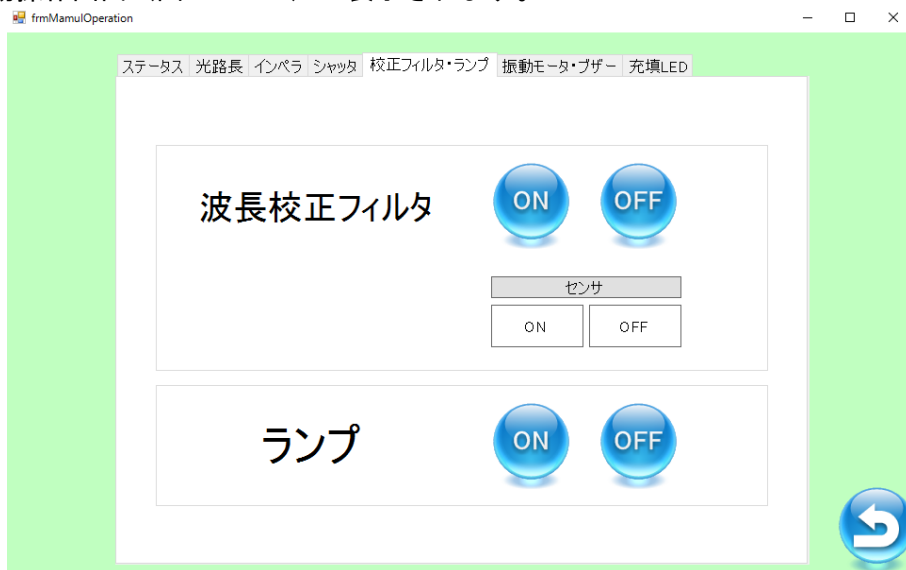 frmMamulOperation
ステータス 光路長 インペラ シャッタ 校正フィルタ・ランプ 振動モータ・ブザー 充填LED
波長校正フィルタ ON OFF
センサ
ON OFF
ランプ ON OFF